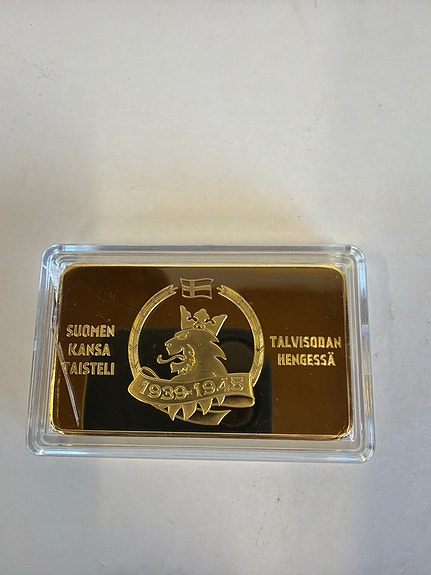 SUOMEN
KANSA
TAISTELI
1939-1945
TALVISODAN
HENGESSÄ